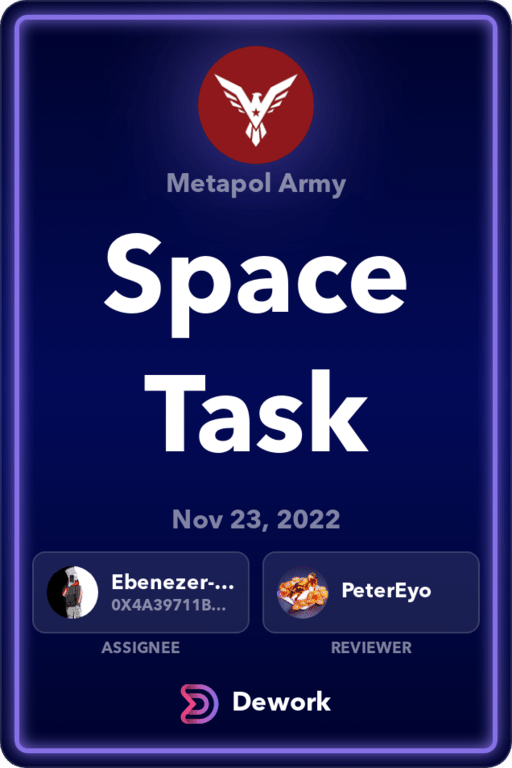 Metapol Army
Space
Task
Nov 23, 2022
Ebenezer-...
0X4A39711B...
PeterEyo
ASSIGNEE
REVIEWER
Dework